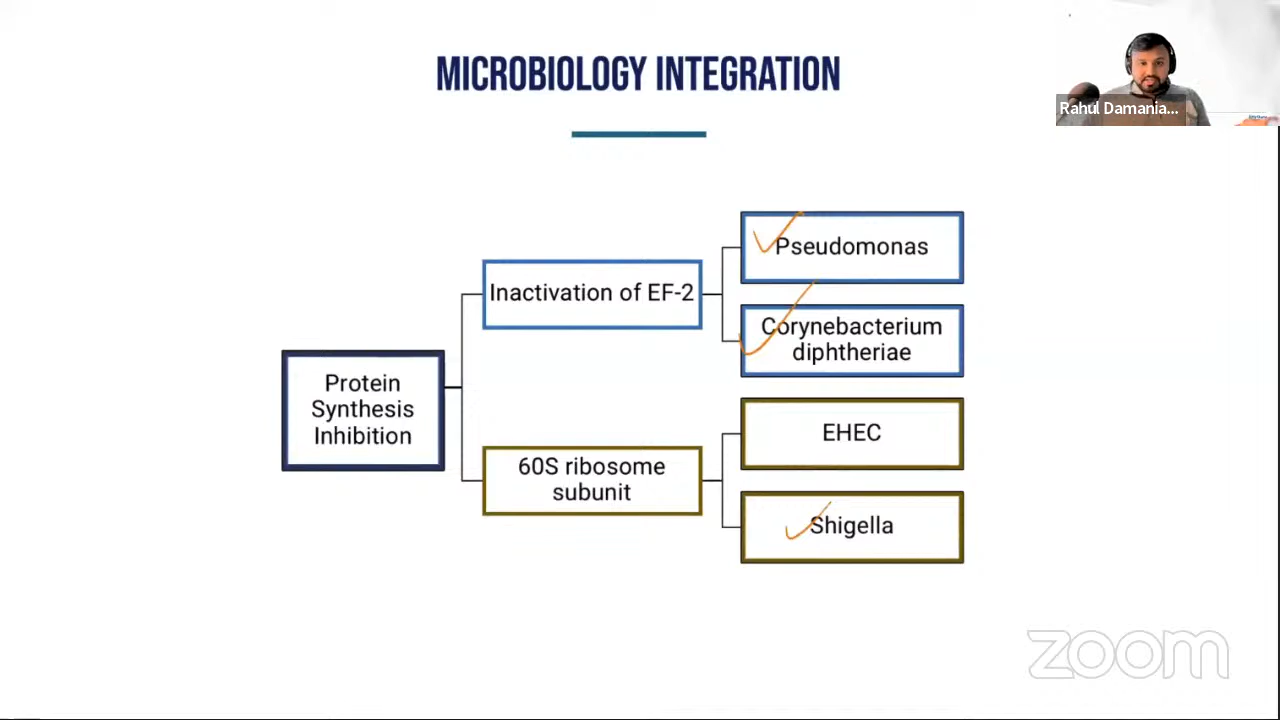 MICROBIOLOGY INTEGRATION
Rahul Damania...
Pseudomonas
Inactivation of EF-2
Corynebacterium
diphtheriae
Protein
Synthesis
Inhibition
EHEC
60S ribosome
subunit
Shigella
zoom